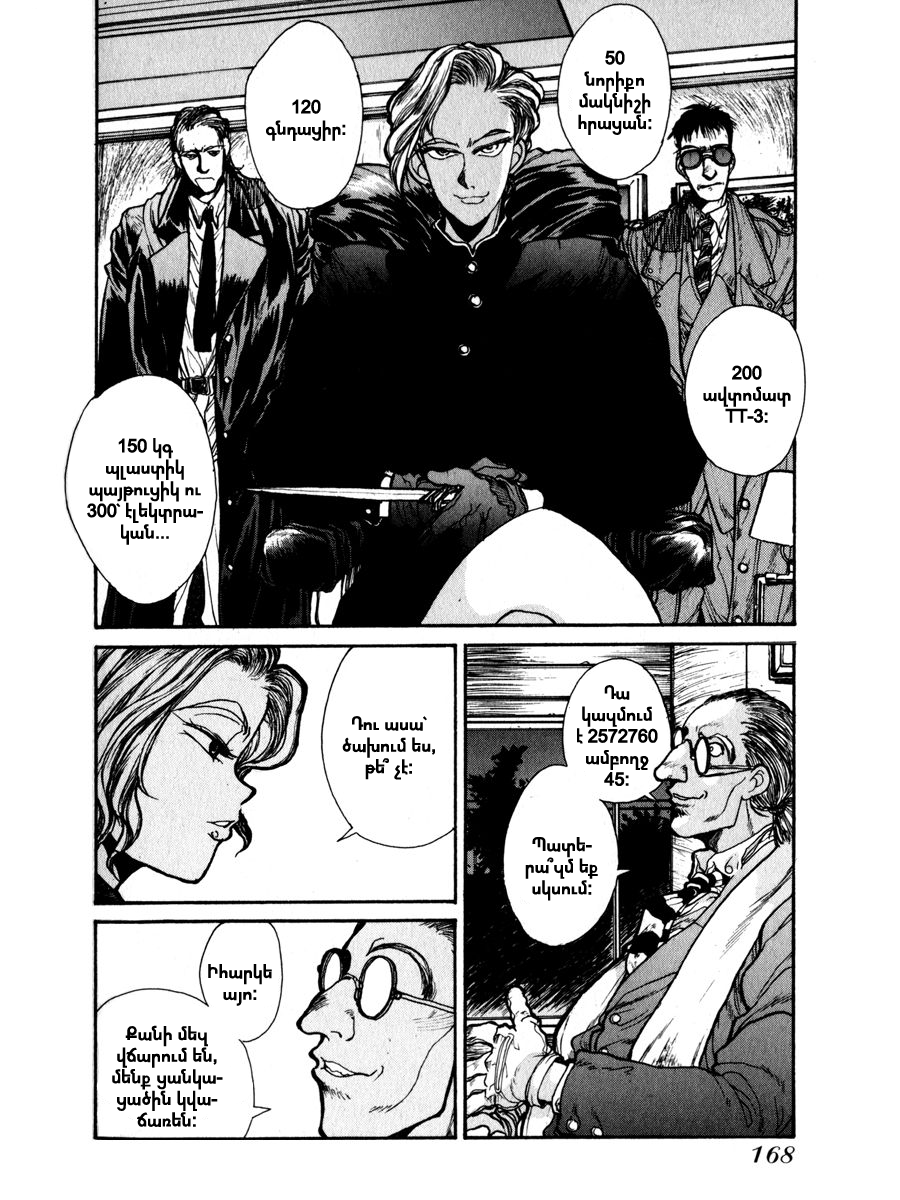 50
նորիքո
մակնիշի
հրացան:
120
գնդացիր:
200
ավտոմատ
TT-3:
150 կգ
պլաստիկ
պայթուցիկ ու
300՝ էլեկտրա-
կան...
Դա
կազմում
է 2572760
ամբողջ
45:
Պատե-
րա՞զմ եք
սկսում:
Դու ասա՝
ծախում ես,
թե՞ չէ:
Իհարկե
այո:
Քանի մեզ
վճարում են,
մենք ցանկա-
ցածին կվա-
ճառեն:
168